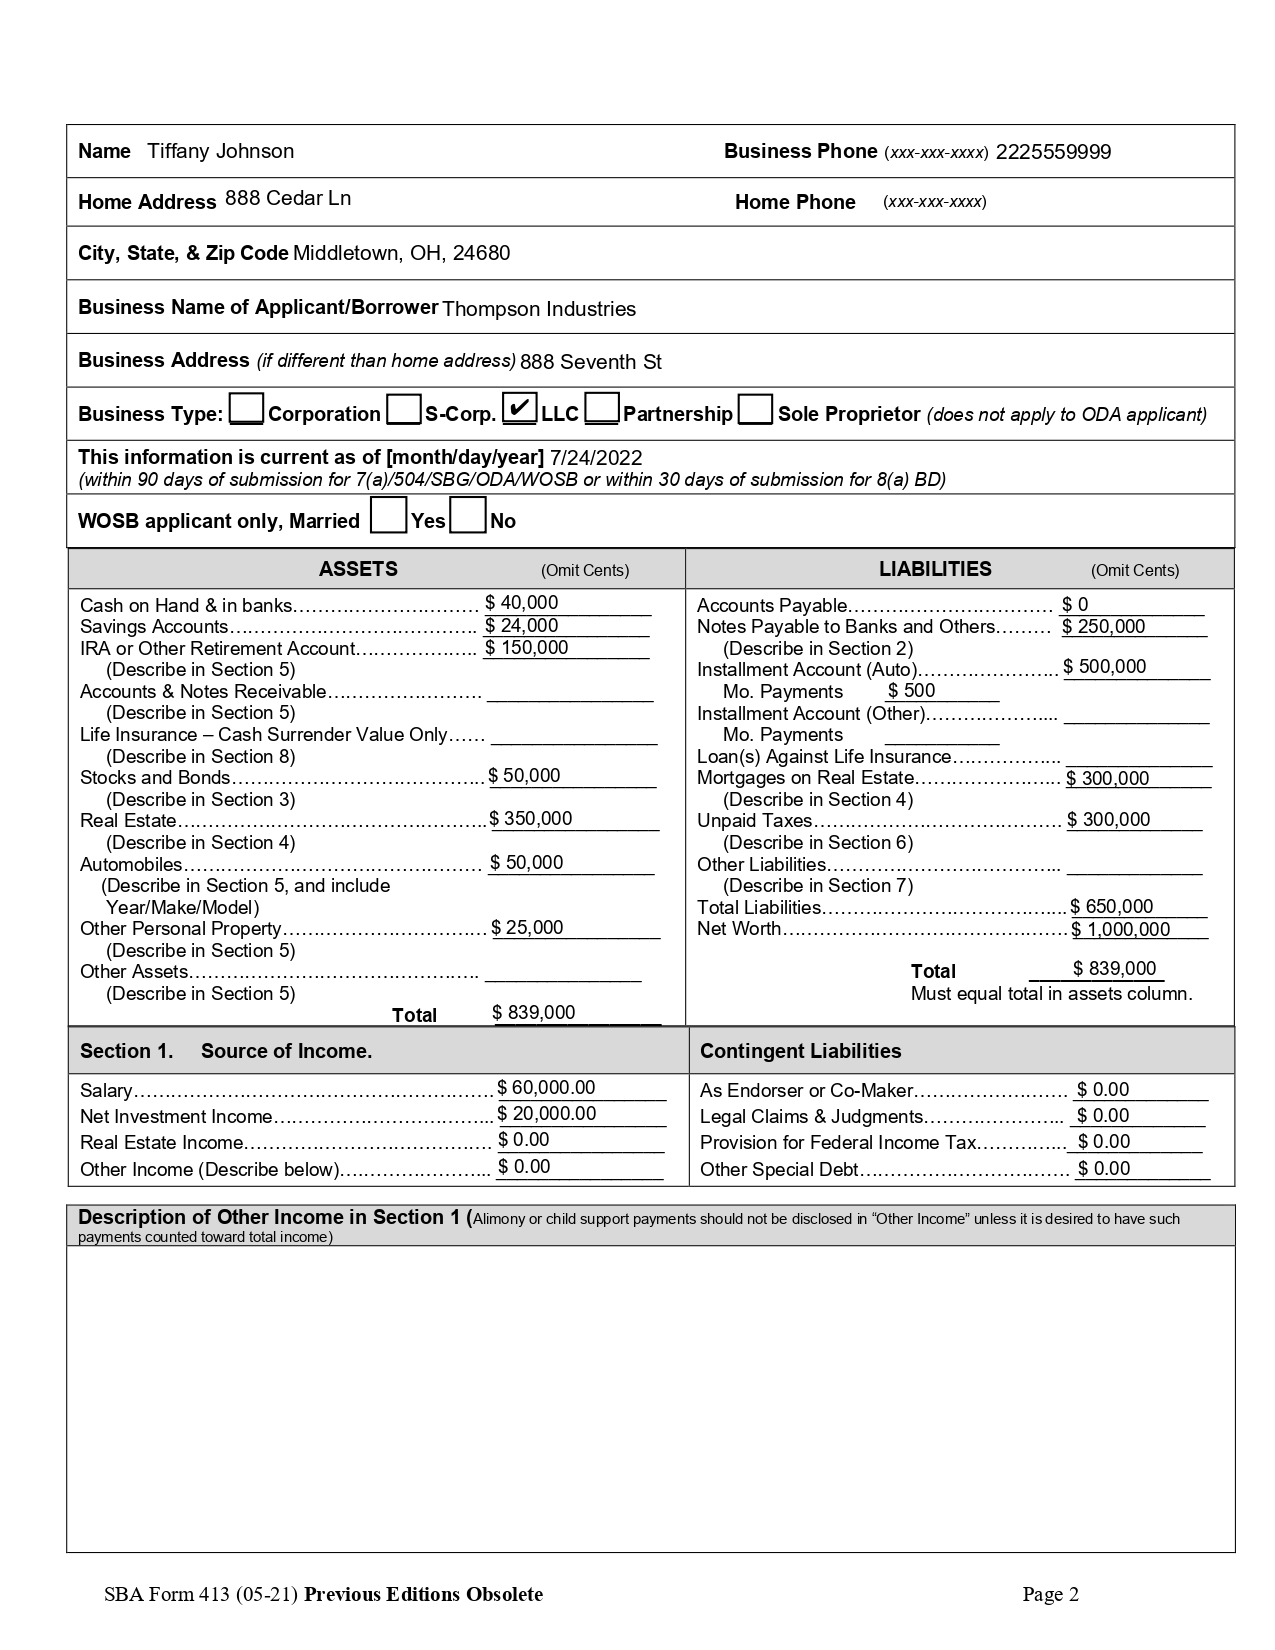 Name Tiffany Johnson Business Phone (xxx-xxx-xxxx) 2225559999
Home Address 888 Cedar Ln Home Phone (xxx-xxx-xxxx)
City, State, & Zip Code Middletown, OH, 24680
Business Name of Applicant/Borrower Thompson Industries
Business Address (if different than home address) 888 Seventh St
Business Type: Corporation S-Corp. ✔ LLC Partnership Sole Proprietor (does not apply to ODA applicant)
This information is current as of [month/day/year] 7/24/2022
(within 90 days of submission for 7(a)/504/SBG/ODA/WOSB or within 30 days of submission for 8(a) BD)
WOSB applicant only, Married Yes No
ASSETS (Omit Cents)
Cash on Hand & in banks…………………………. $ 40,000
Savings Accounts…………………………………. $ 24,000
IRA or Other Retirement Account………………. $ 150,000
(Describe in Section 5)
Accounts & Notes Receivable…………………….
(Describe in Section 5)
Life Insurance – Cash Surrender Value Only……
(Describe in Section 8)
Stocks and Bonds……………………………………. $ 50,000
(Describe in Section 3)
Real Estate……………………………………………. $ 350,000
(Describe in Section 4)
Automobiles…………………………………………. $ 50,000
(Describe in Section 5, and include
Year/Make/Model)
Other Personal Property……………………………. $ 25,000
(Describe in Section 5)
Other Assets…………………………………………
(Describe in Section 5)
Total $ 839,000
LIABILITIES (Omit Cents)
Accounts Payable……………………………. $ 0
Notes Payable to Banks and Others……… $ 250,000
(Describe in Section 2)
Installment Account (Auto)………………….. $ 500,000
Mo. Payments $ 500
Installment Account (Other)………………....
Mo. Payments
Loan(s) Against Life Insurance……………...
Mortgages on Real Estate………………….... $ 300,000
(Describe in Section 4)
Unpaid Taxes…………………………………. $ 300,000
(Describe in Section 6)
Other Liabilities………………………………..
(Describe in Section 7)
Total Liabilities………………………………….. $ 650,000
Net Worth………………………………………. $ 1,000,000
Total $ 839,000
Must equal total in assets column.
Section 1. Source of Income.
Salary………………………………………………. $ 60,000.00
Net Investment Income…………………………….. $ 20,000.00
Real Estate Income…………………………………. $ 0.00
Other Income (Describe below)…………………... $ 0.00
Contingent Liabilities
As Endorser or Co-Maker……………………. $ 0.00
Legal Claims & Judgments………………….. $ 0.00
Provision for Federal Income Tax…………... $ 0.00
Other Special Debt……………………………. $ 0.00
Description of Other Income in Section 1 (Alimony or child support payments should not be disclosed in “Other Income” unless it is desired to have such
payments counted toward total income)
SBA Form 413 (05-21) Previous Editions Obsolete Page 2